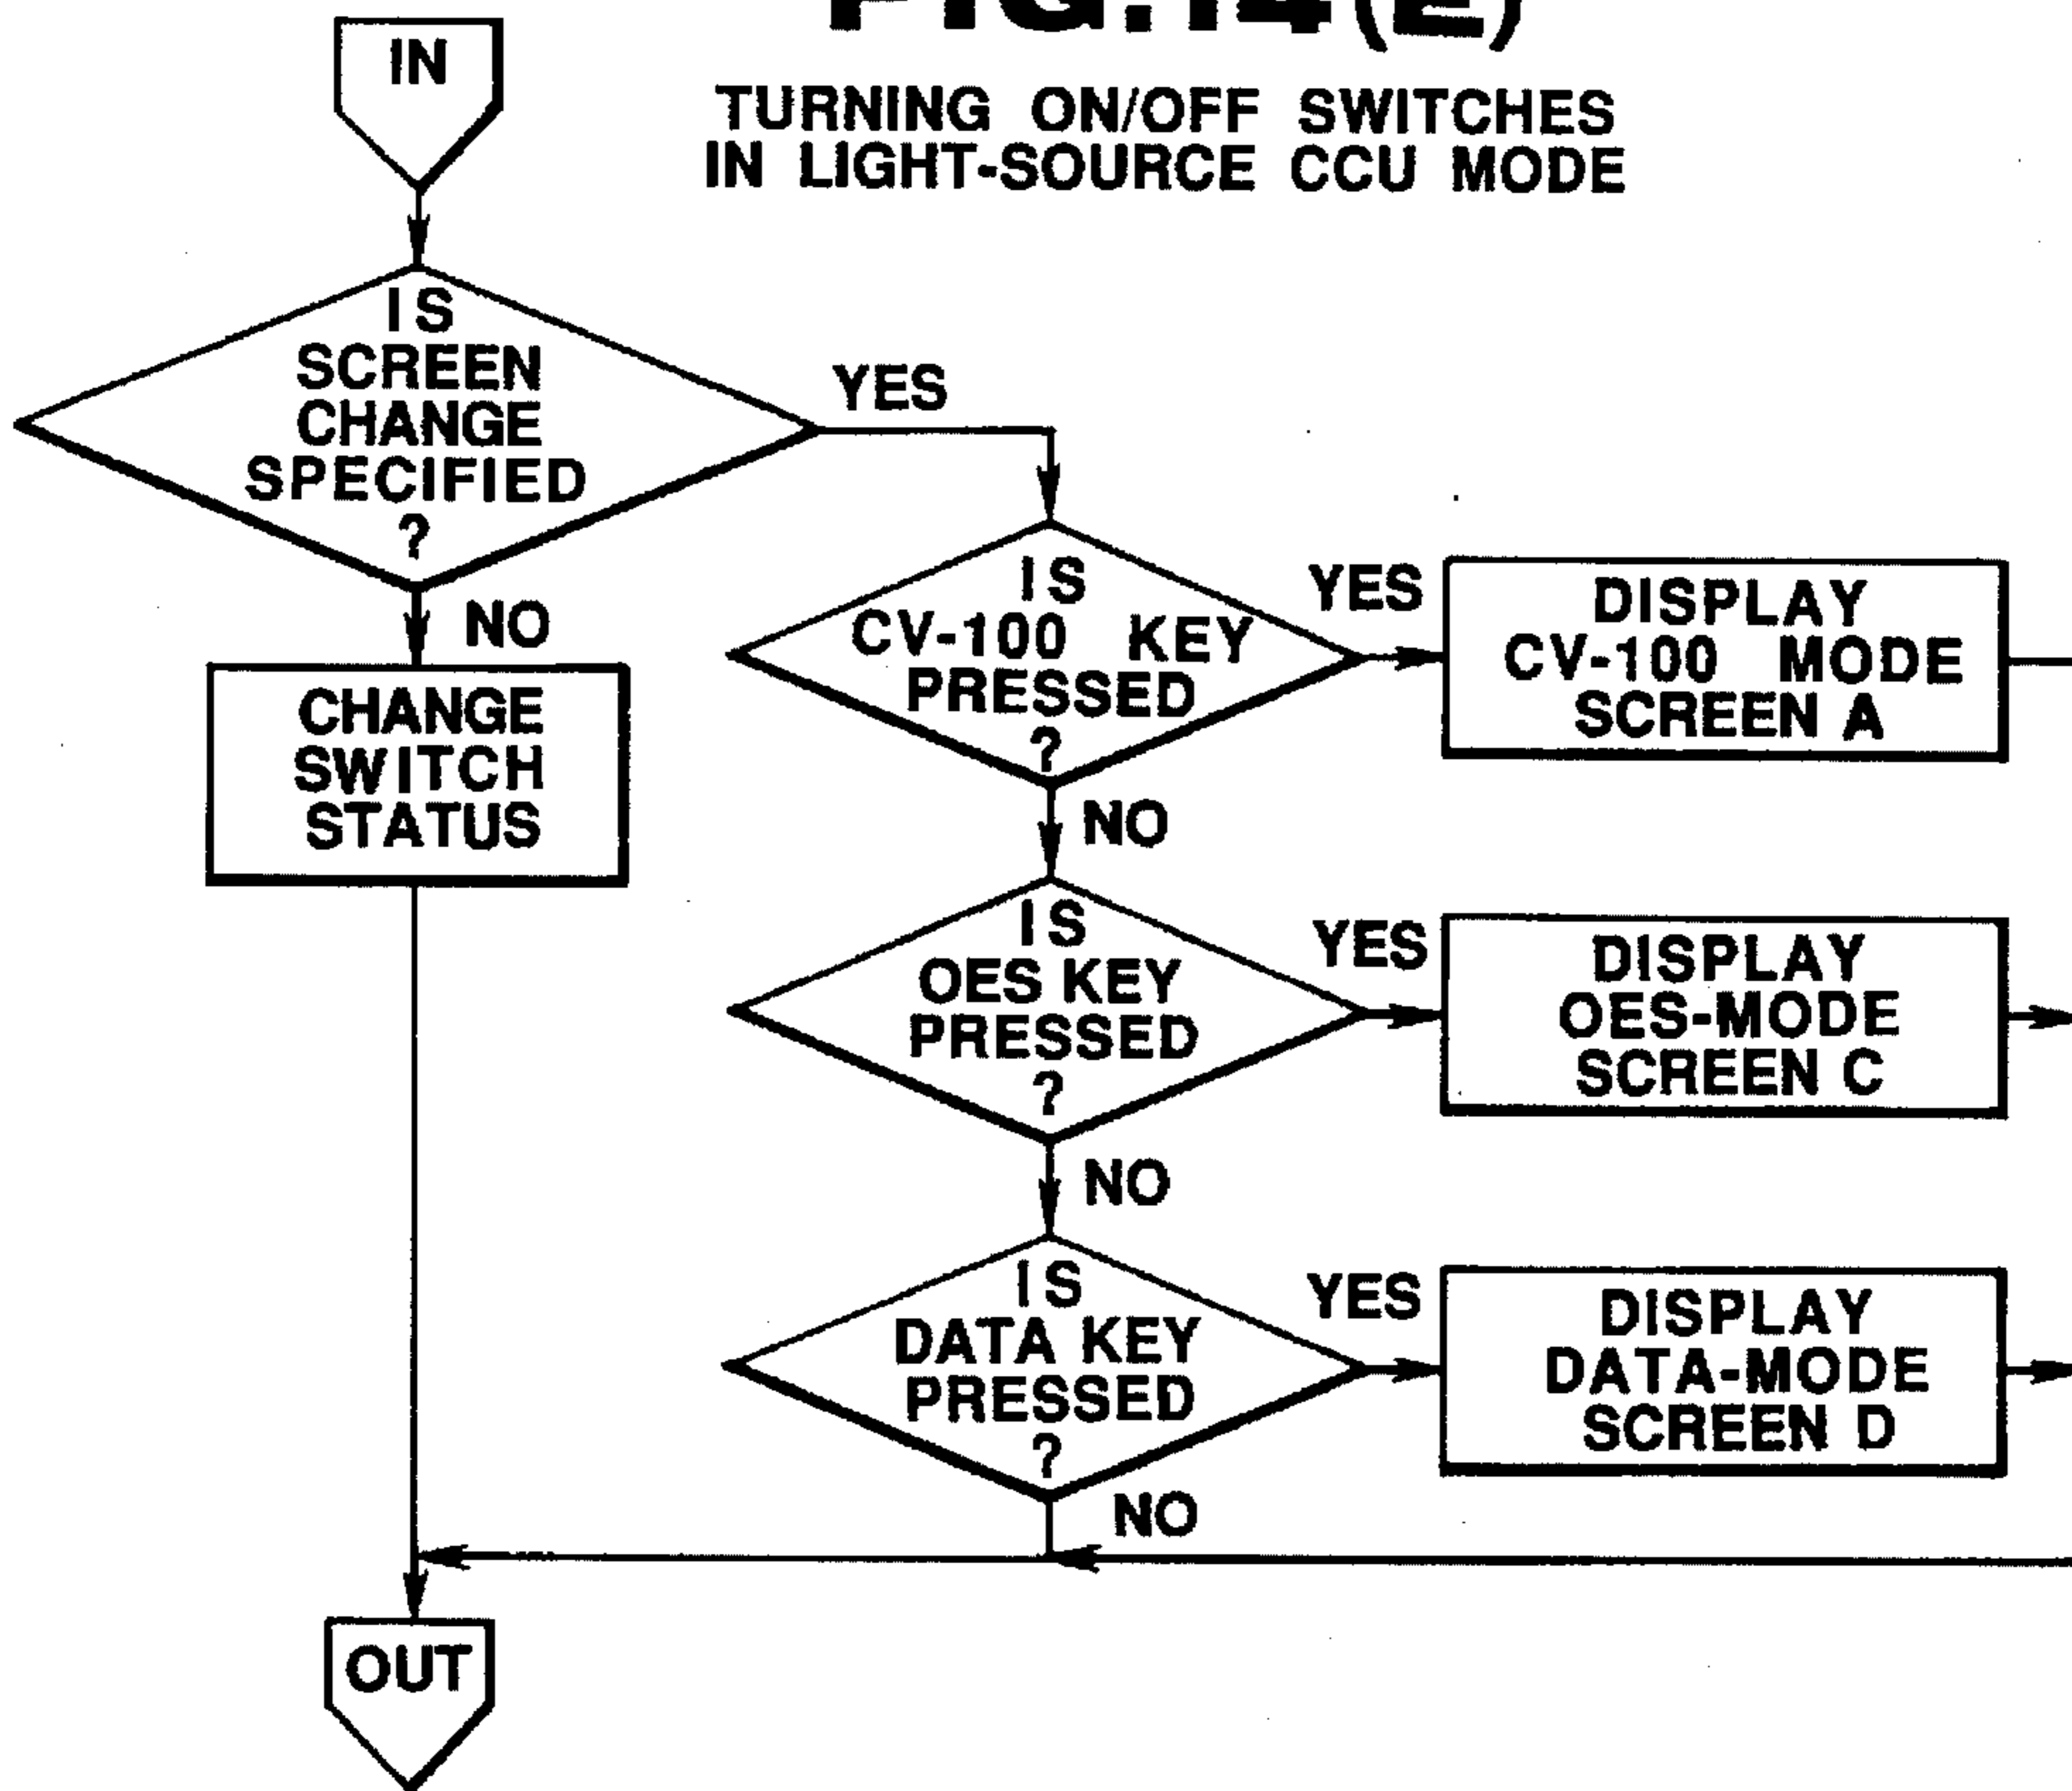 FIG.14(E)
TURNING ON/OFF SWITCHES
IN LIGHT-SOURCE CCU MODE
IN
IS
SCREEN
CHANGE
SPECIFIED
?
YES
NO
CHANGE
SWITCH
STATUS
IS
CV-100 KEY
PRESSED
?
YES
DISPLAY
CV-100 MODE
SCREEN A
NO
IS
OES KEY
PRESSED
?
YES
DISPLAY
OES-MODE
SCREEN C
NO
IS
DATA KEY
PRESSED
?
YES
DISPLAY
DATA-MODE
SCREEN D
NO
OUT